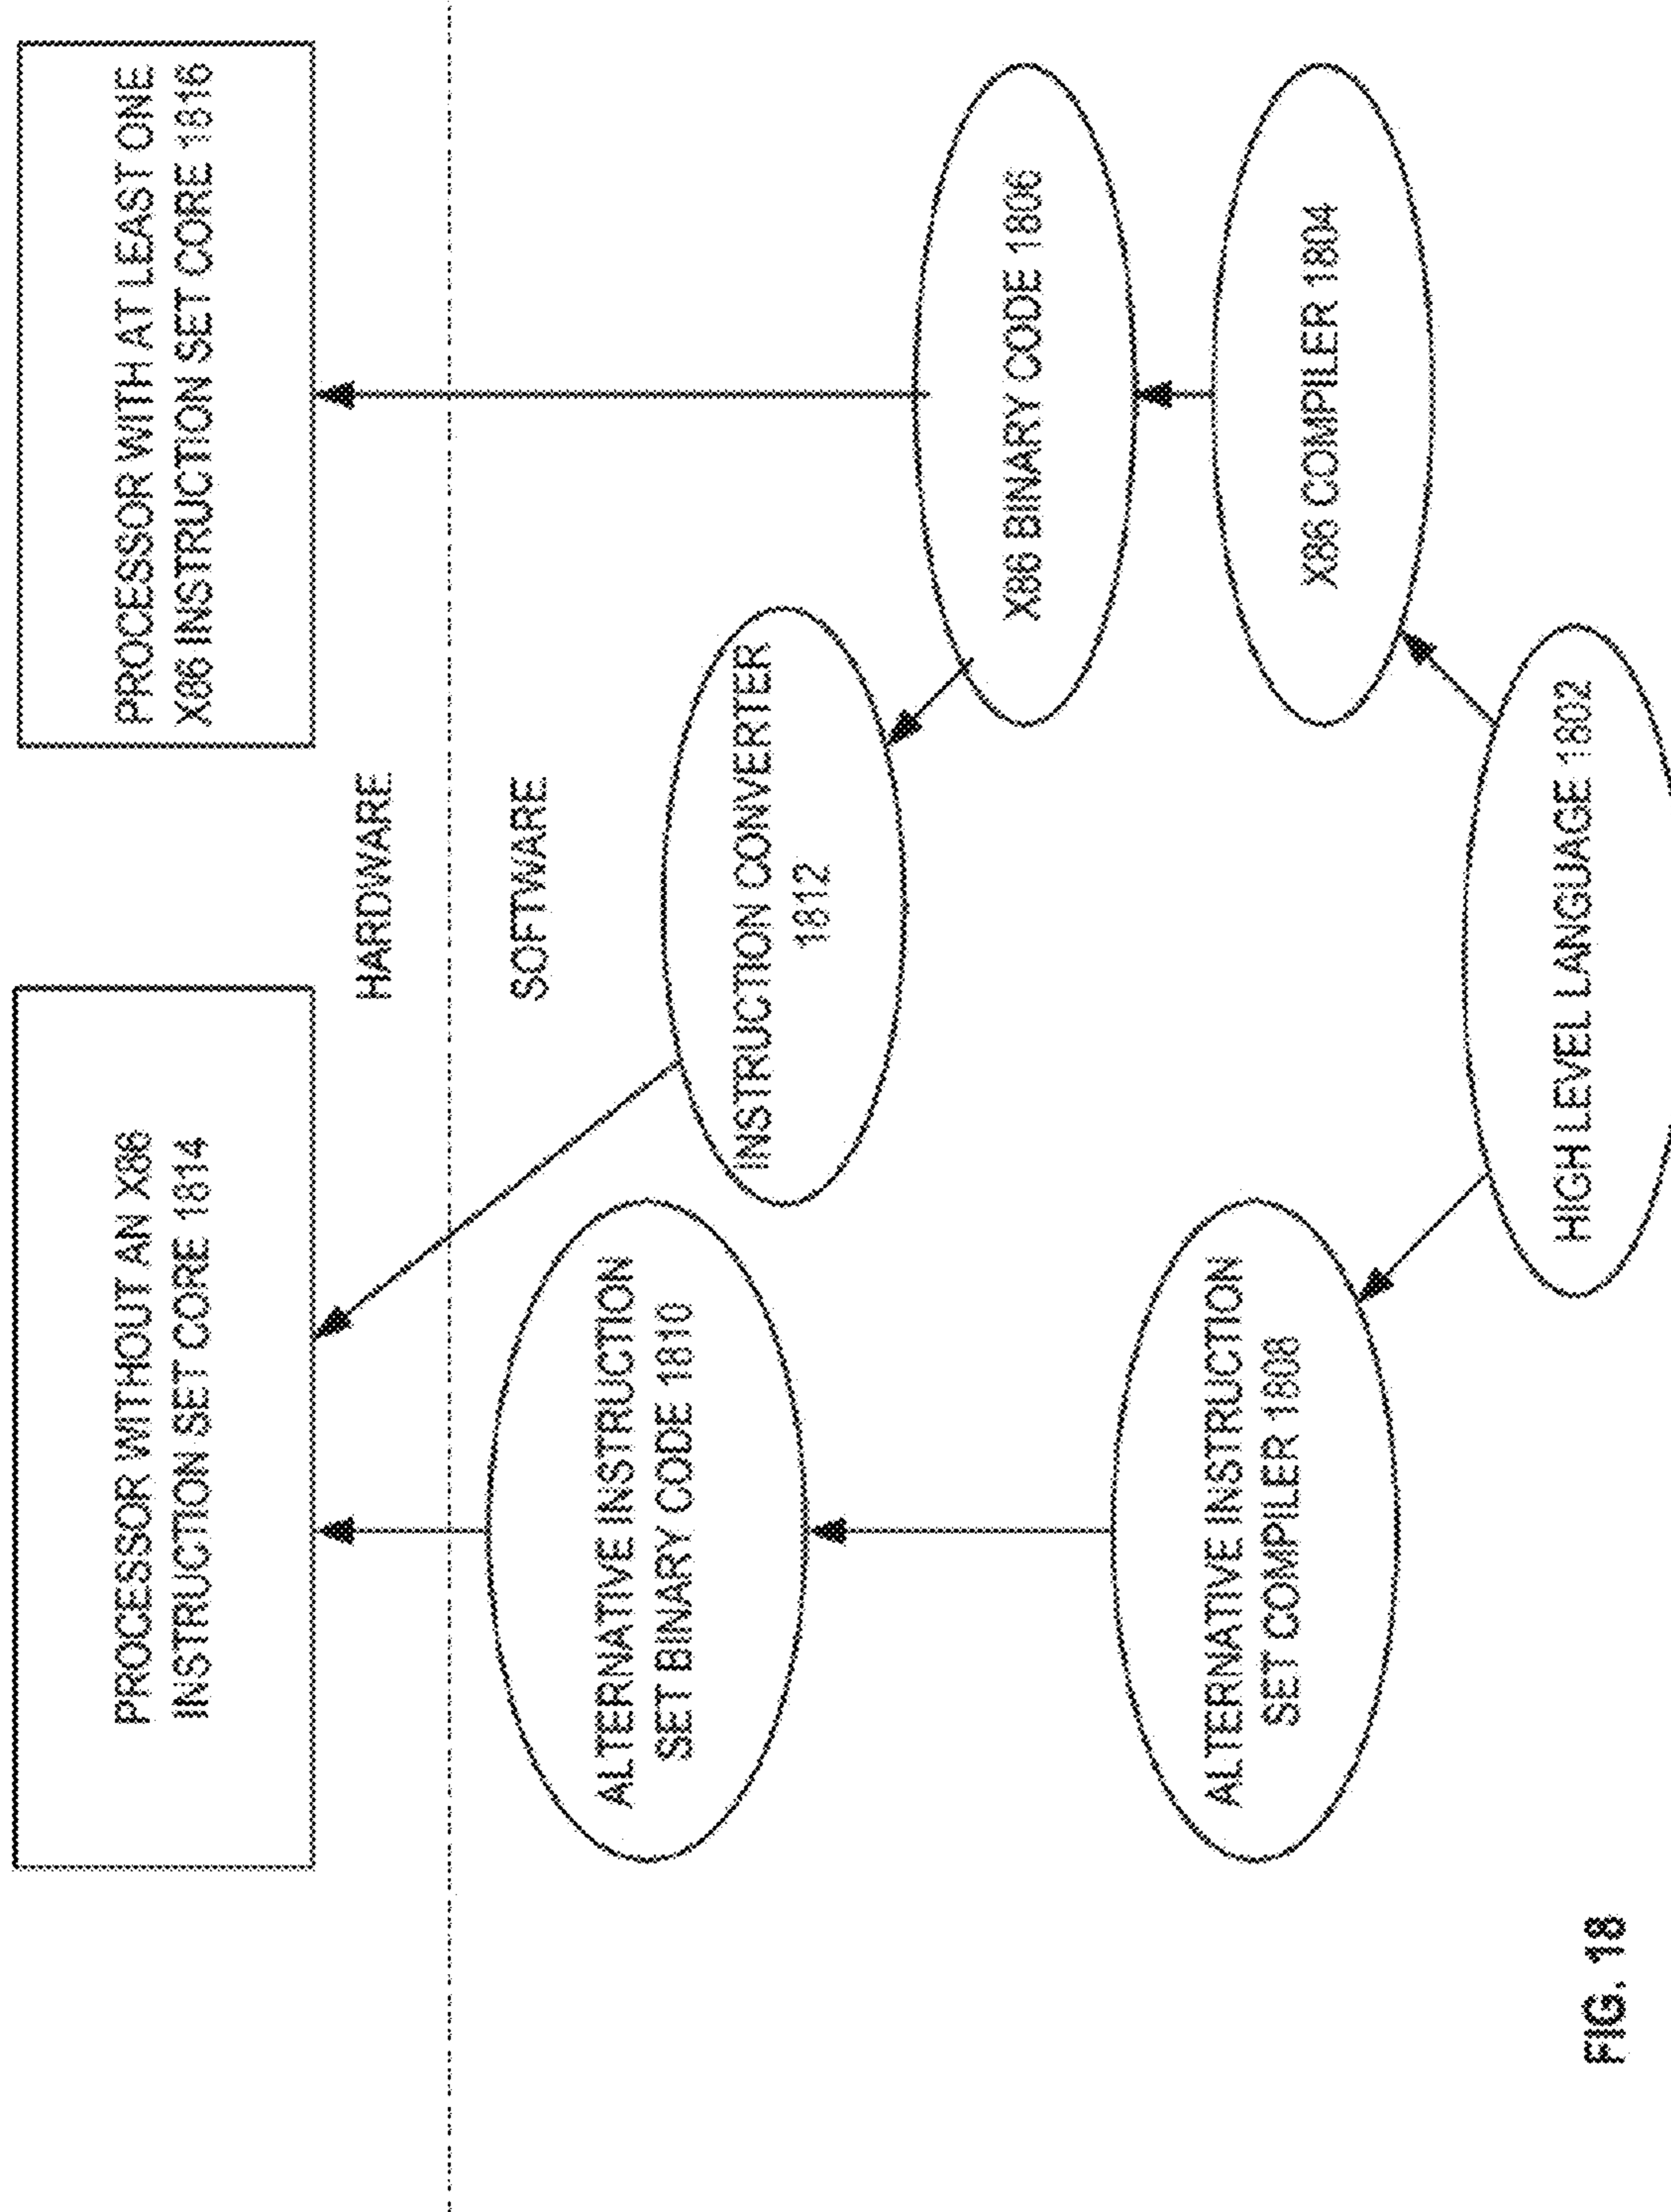 PROCESSOR WITHOUT AN X86
INSTRUCTION SET CORE 1814
PROCESSOR WITH AT LEAST ONE
X86 INSTRUCTION SET CORE 1816
HARDWARE
SOFTWARE
ALTERNATIVE INSTRUCTION
SET BINARY CODE 1810
INSTRUCTION CONVERTER
1812
X86 BINARY CODE 1806
ALTERNATIVE INSTRUCTION
SET COMPILER 1808
X86 COMPILER 1804
HIGH LEVEL LANGUAGE 1802
FIG. 18